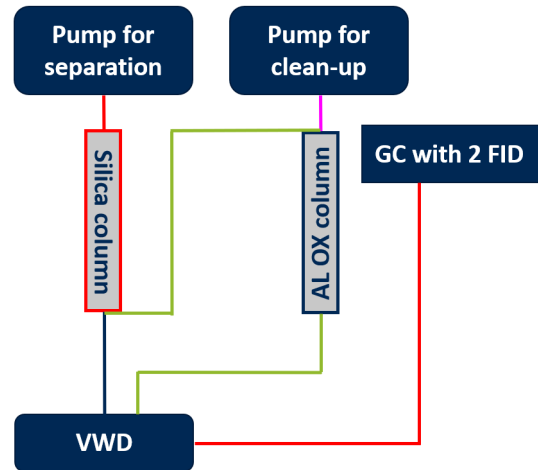 Pump for
separation
Pump for
clean-up
Silica column
AL OX column
GC with 2 FID
VWD